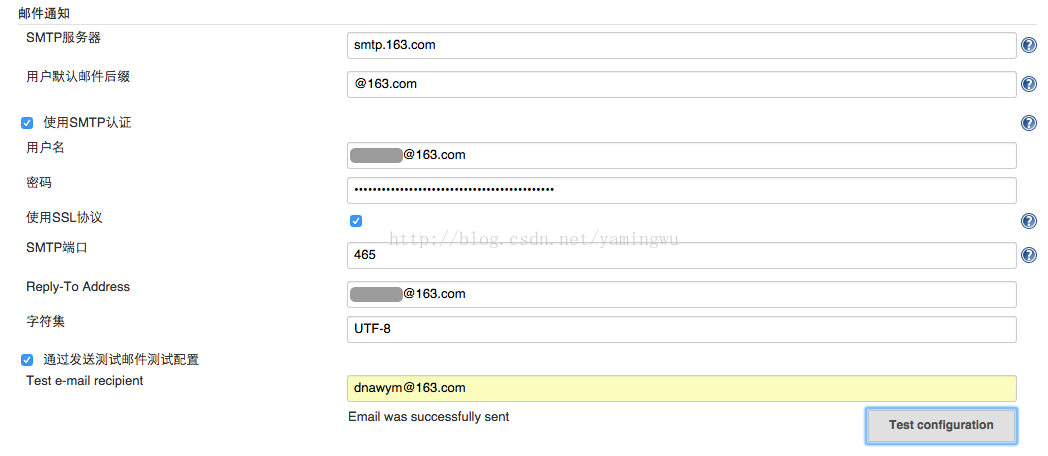 邮件通知
SMTP服务器
smtp.163.com
用户默认邮件后缀
@163.com
使用SMTP认证
用户名
@163.com
密码
使用SSL协议
http://blog.csdn.net/yamingwu
SMTP端口
465
Reply-To Address
@163.com
字符集
UTF-8
通过发送测试邮件测试配置
Test e-mail recipient
dnawym@163.com
Email was successfully sent
Test configuration